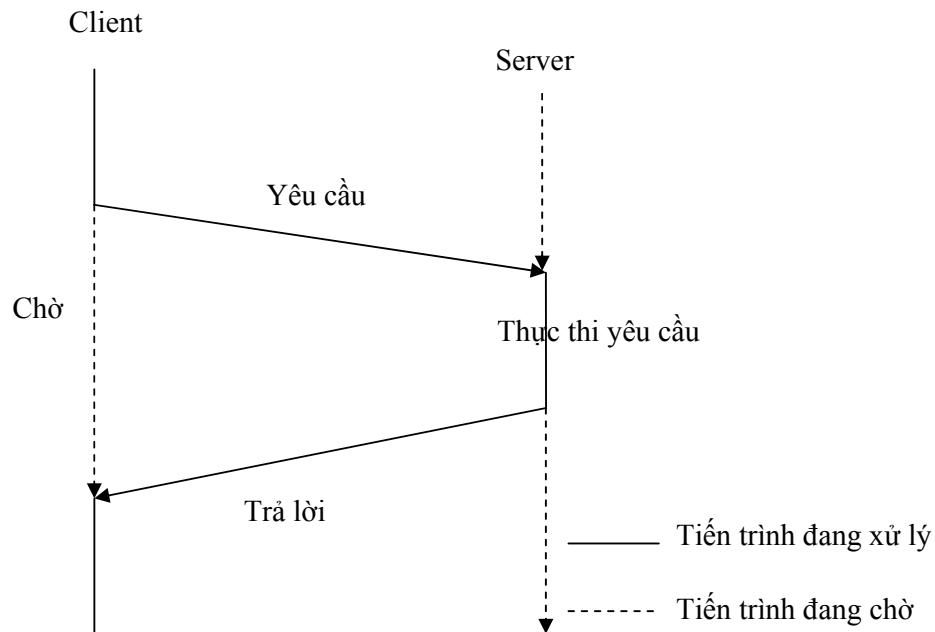 Client
Server
Yêu cầu
Chờ
Thực thi yêu cầu
Trả lời
Tiến trình đang xử lý
Tiến trình đang chờ